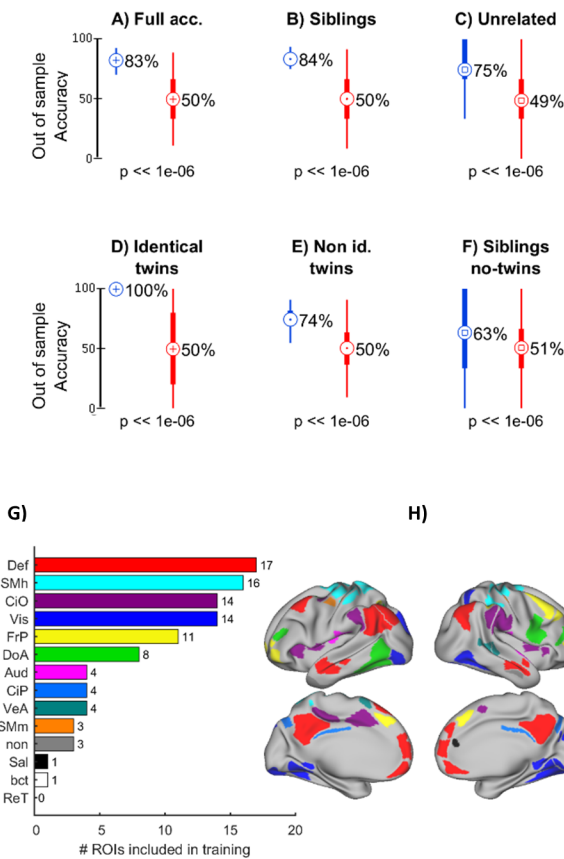 A) Full acc.
B) Siblings
C) Unrelated
Out of sample
Accuracy
100
50
0
83%
50%
84%
50%
75%
49%
p << 1e-06
p << 1e-06
p << 1e-06
D) Identical
twins
E) Non id.
twins
F) Siblings
no-twins
Out of sample
Accuracy
100
50
0
100%
50%
74%
50%
63%
51%
p << 1e-06
p << 1e-06
p << 1e-06
G)
H)
Def 17
SMh 16
CiO 14
Vis 14
FrP 11
DoA 8
Aud 4
CiP 4
VeA 4
SMm 3
non 3
Sal 1
bct 1
ReT 0
0 5 10 15 20
# ROIs included in training